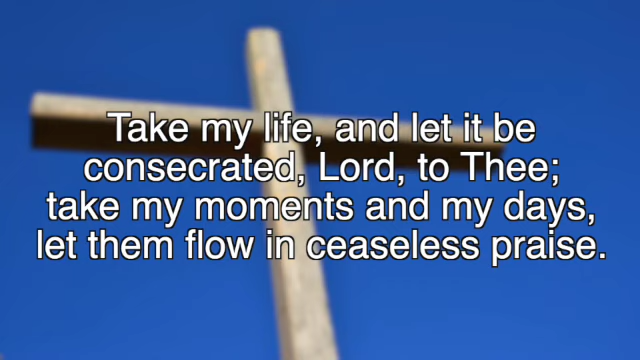 Take my life, and let it be
consecrated, Lord, to Thee;
take my moments and my days,
let them flow in ceaseless praise.